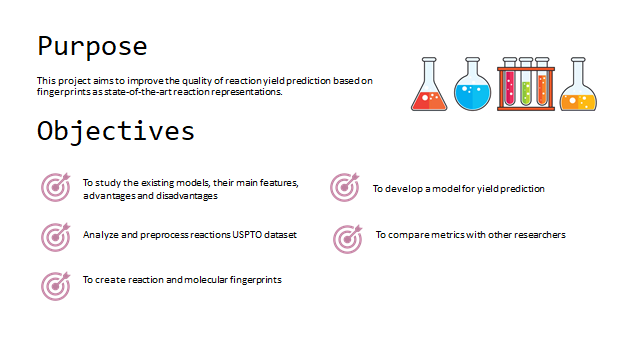 Purpose
This project aims to improve the quality of reaction yield prediction based on
fingerprints as state-of-the-art reaction representations.
Objectives
To study the existing models, their main features,
advantages and disadvantages
Analyze and preprocess reactions USPTO dataset
To create reaction and molecular fingerprints
To develop a model for yield prediction
To compare metrics with other researchers